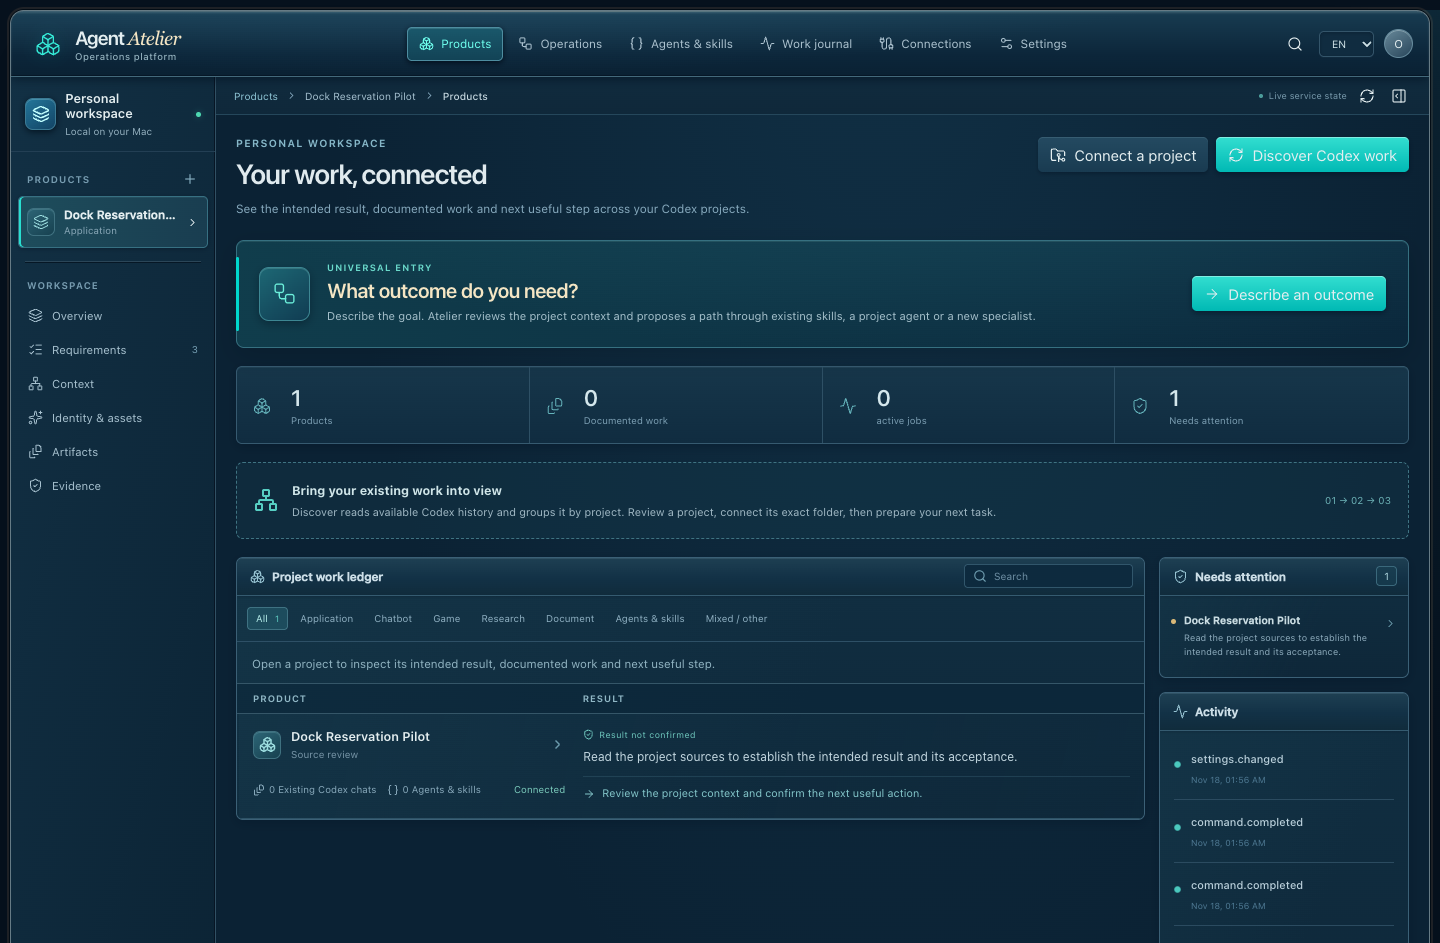 Agent Atelier
Operations platform
Products
Operations
Agents & skills
Work journal
Connections
Settings
EN
O
Personal
workspace
Local on your Mac
PRODUCTS
Dock Reservation...
Application
WORKSPACE
Overview
Requirements 3
Context
Identity & assets
Artifacts
Evidence
Products > Dock Reservation Pilot > Products
Live service state
PERSONAL WORKSPACE
Your work, connected
See the intended result, documented work and next useful step across your Codex projects.
Connect a project
Discover Codex work
UNIVERSAL ENTRY
What outcome do you need?
Describe the goal. Atelier reviews the project context and proposes a path through existing skills, a project agent or a new specialist.
Describe an outcome
1
Products
0
Documented work
0
active jobs
1
Needs attention
Bring your existing work into view
Discover reads available Codex history and groups it by project. Review a project, connect its exact folder, then prepare your next task.
01 → 02 → 03
Project work ledger
Search
All 1
Application
Chatbot
Game
Research
Document
Agents & skills
Mixed / other
Open a project to inspect its intended result, documented work and next useful step.
PRODUCT
RESULT
Dock Reservation Pilot
Source review
0 Existing Codex chats
0 Agents & skills
Connected
Result not confirmed
Read the project sources to establish the intended result and its acceptance.
→ Review the project context and confirm the next useful action.
Needs attention
1
Dock Reservation Pilot
Read the project sources to establish the
intended result and its acceptance.
Activity
settings.changed
Nov 18, 01:56 AM
command.completed
Nov 18, 01:56 AM
command.completed
Nov 18, 01:56 AM